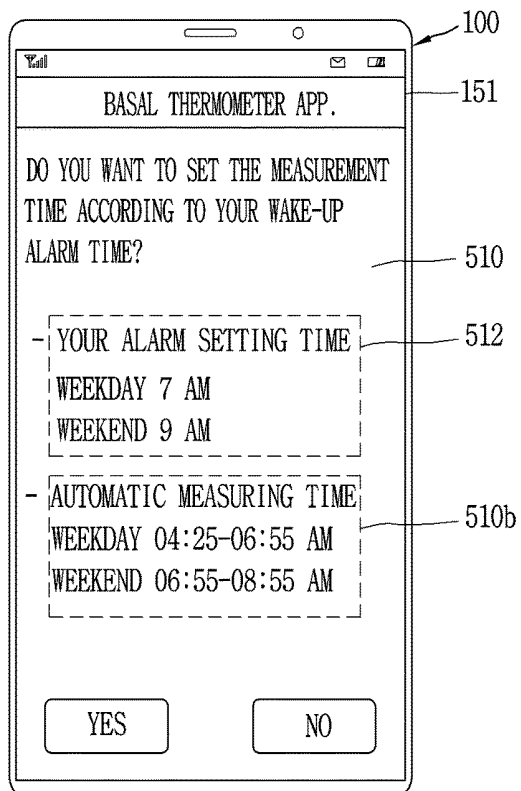 100
151
BASAL THERMOMETER APP.
DO YOU WANT TO SET THE MEASUREMENT
TIME ACCORDING TO YOUR WAKE-UP
ALARM TIME?
510
- YOUR ALARM SETTING TIME
512
WEEKDAY 7 AM
WEEKEND 9 AM
- AUTOMATIC MEASURING TIME
510b
WEEKDAY 04:25-06:55 AM
WEEKEND 06:55-08:55 AM
YES
NO